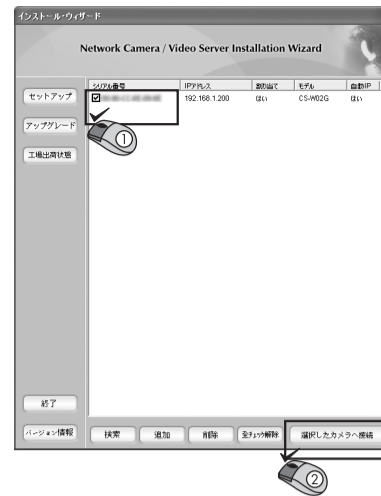 インストール・ウィザード
Network Camera / Video Server Installation Wizard
シリアル番号 IPアドレス 割り当て モデル 自動IP
192.168.1.200 はい CS-W02G はい
セットアップ
アップグレード
工場出荷状態
①
終了
バージョン情報
検索 追加 削除 全チェック解除 選択したカメラへ接続
②